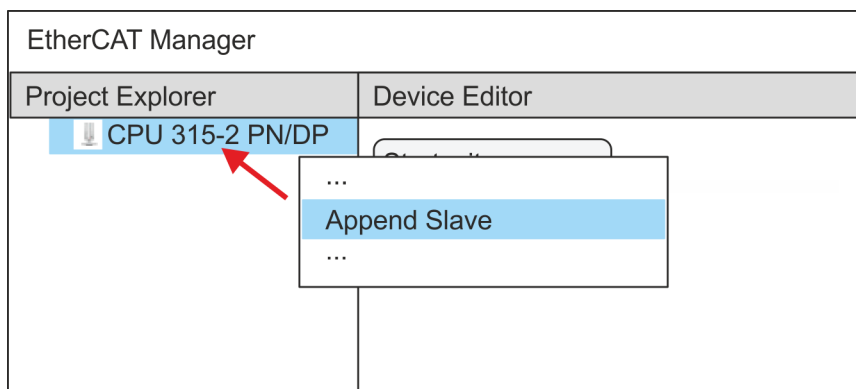 EtherCAT Manager
Project Explorer
Device Editor
CPU 315-2 PN/DP
...
Append Slave
...